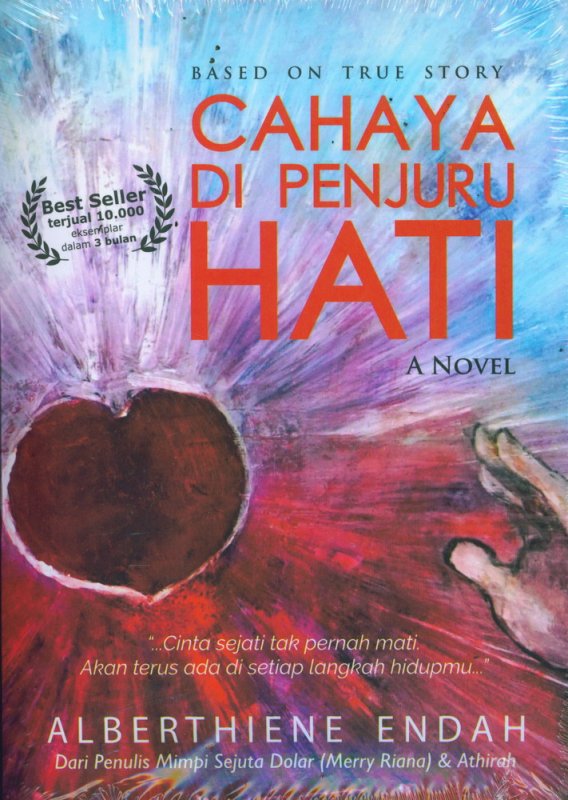 BASED ON TRUE STORY
CAHAYA
DI PENJURU
HATI
A NOVEL
Best Seller
terjual 10.000
eksemplar
dalam 3 bulan
“...Cinta sejati tak pernah mati.
Akan terus ada di setiap langkah hidupmu...”
ALBERTHIENE ENDAH
Dari Penulis Mimpi Sejuta Dolar (Merry Riana) & Athirah